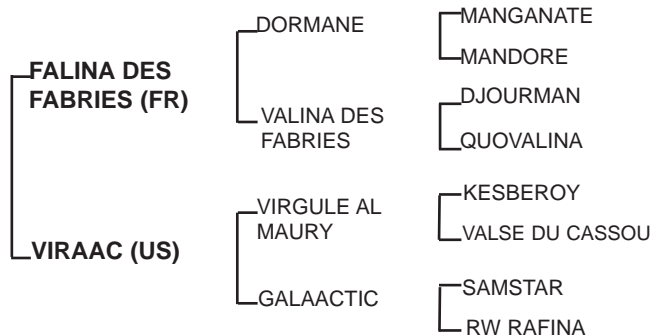 DORMANE
MANGANATE
MANDORE
FALINA DES
FABRIES (FR)
VALINA DES
FABRIES
DJOURMAN
QUOVALINA
VIRAAC (US)
VIRGULE AL
MAURY
KESBEROY
VALSE DU CASSOU
GALAACTIC
SAMSTAR
RW RAFINA